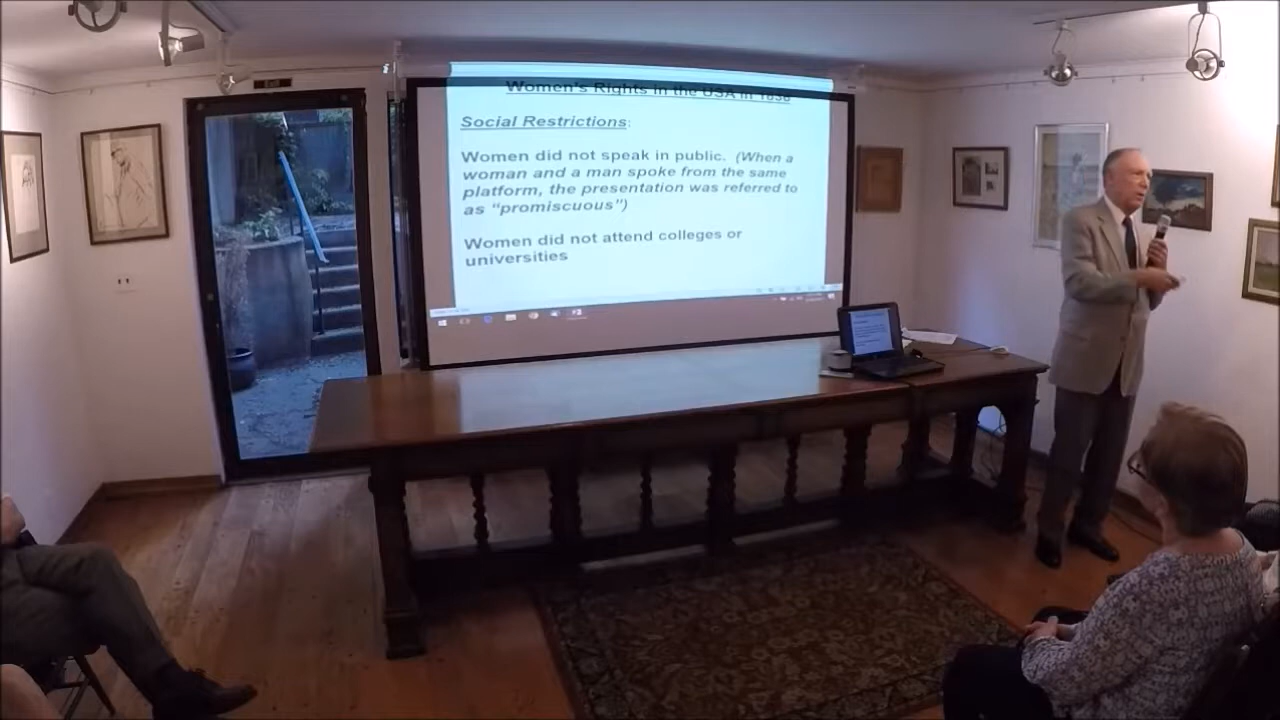 Women's Rights in the USA in 1850
Social Restrictions:
Women did not speak in public. (When a
woman and a man spoke from the same
platform, the presentation was referred to
as “promiscuous”)
Women did not attend colleges or
universities